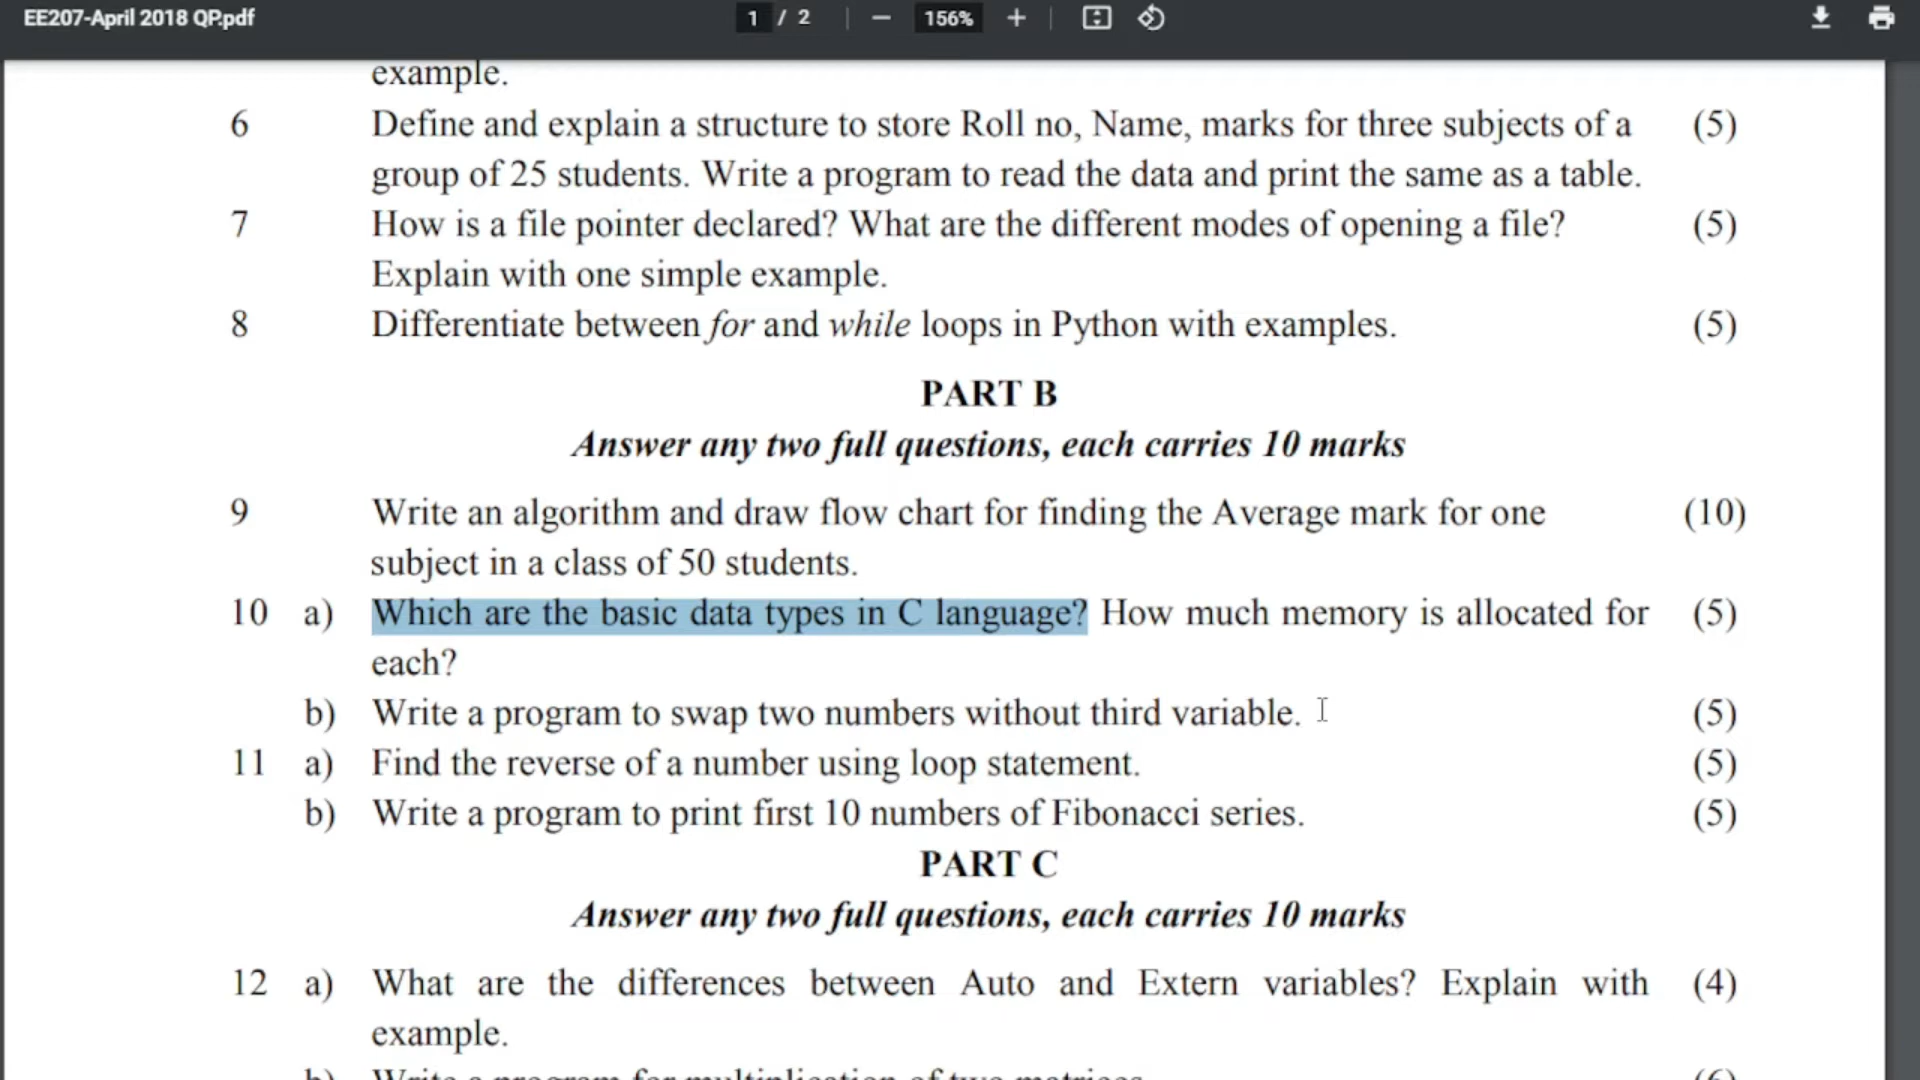 EE207-April 2018 QP.pdf 1 / 2 156%
example.
6 Define and explain a structure to store Roll no, Name, marks for three subjects of a (5)
group of 25 students. Write a program to read the data and print the same as a table.
7 How is a file pointer declared? What are the different modes of opening a file? (5)
Explain with one simple example.
8 Differentiate between for and while loops in Python with examples. (5)
PART B
Answer any two full questions, each carries 10 marks
9 Write an algorithm and draw flow chart for finding the Average mark for one (10)
subject in a class of 50 students.
10 a) Which are the basic data types in C language? How much memory is allocated for (5)
each?
b) Write a program to swap two numbers without third variable. (5)
11 a) Find the reverse of a number using loop statement. (5)
b) Write a program to print first 10 numbers of Fibonacci series. (5)
PART C
Answer any two full questions, each carries 10 marks
12 a) What are the differences between Auto and Extern variables? Explain with (4)
example.
b) Write a program for multiplication of two matrices. (6)